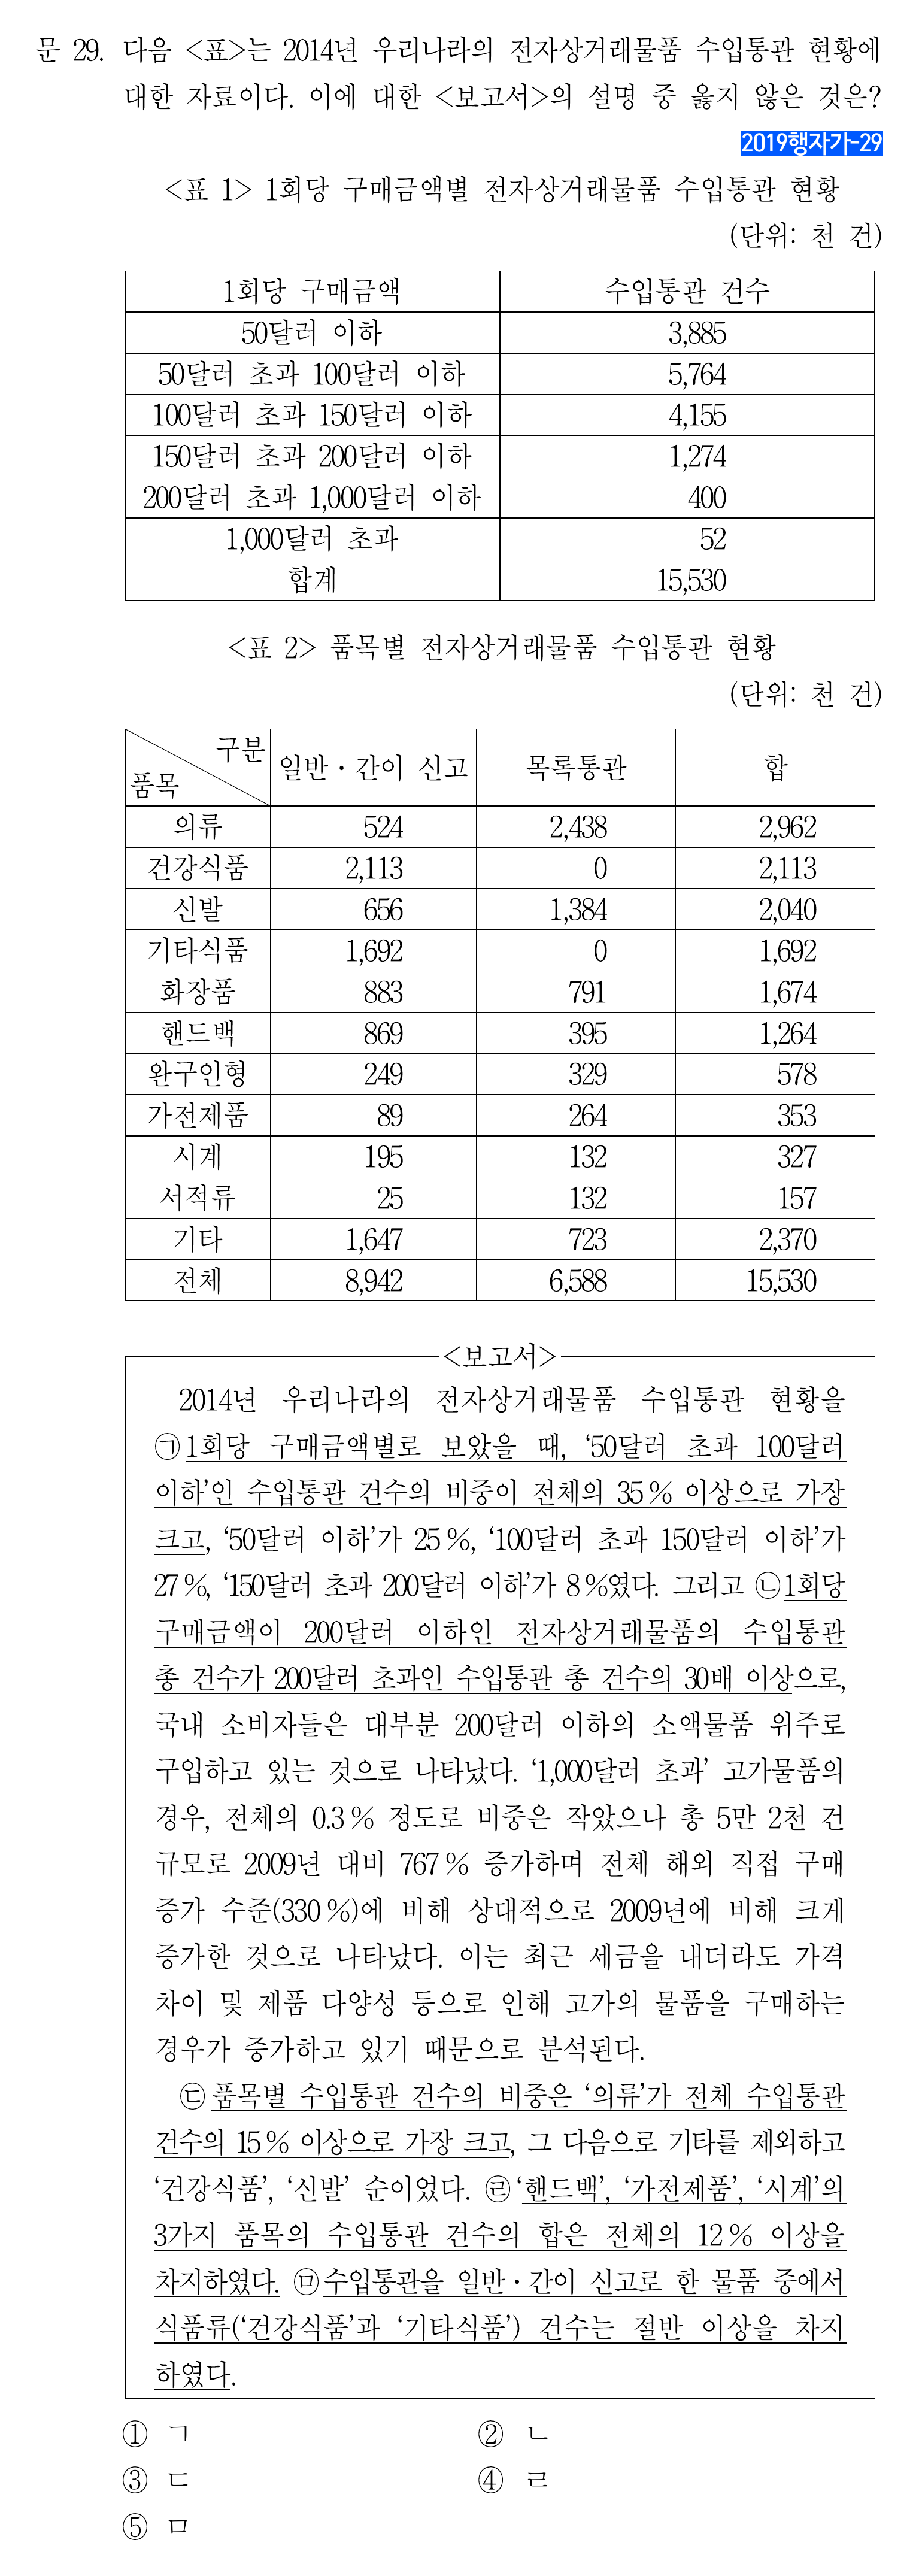 문 29. 다음 <표>는 2014년 우리나라의 전자상거래물품 수입통관 현황에
대한 자료이다. 이에 대한 <보고서>의 설명 중 옳지 않은 것은?
2019행자가-29
<표 1> 1회당 구매금액별 전자상거래물품 수입통관 현황
(단위: 천 건)
1회당 구매금액 수입통관 건수
50달러 이하 3,885
50달러 초과 100달러 이하 5,764
100달러 초과 150달러 이하 4,155
150달러 초과 200달러 이하 1,274
200달러 초과 1,000달러 이하 400
1,000달러 초과 52
합계 15,530
<표 2> 품목별 전자상거래물품 수입통관 현황
(단위: 천 건)
구분
품목 일반·간이 신고 목록통관 합
의류 524 2,438 2,962
건강식품 2,113 0 2,113
신발 656 1,384 2,040
기타식품 1,692 0 1,692
화장품 883 791 1,674
핸드백 869 395 1,264
완구인형 249 329 578
가전제품 89 264 353
시계 195 132 327
서적류 25 132 157
기타 1,647 723 2,370
전체 8,942 6,588 15,530
<보고서>
2014년 우리나라의 전자상거래물품 수입통관 현황을
㉠1회당 구매금액별로 보았을 때, ‘50달러 초과 100달러
이하’인 수입통관 건수의 비중이 전체의 35% 이상으로 가장
크고, ‘50달러 이하’가 25%, ‘100달러 초과 150달러 이하’가
27%, ‘150달러 초과 200달러 이하’가 8%였다. 그리고 ㉡1회당
구매금액이 200달러 이하인 전자상거래물품의 수입통관
총 건수가 200달러 초과인 수입통관 총 건수의 30배 이상으로,
국내 소비자들은 대부분 200달러 이하의 소액물품 위주로
구입하고 있는 것으로 나타났다. ‘1,000달러 초과’ 고가물품의
경우, 전체의 0.3% 정도로 비중은 작았으나 총 5만 2천 건
규모로 2009년 대비 767% 증가하며 전체 해외 직접 구매
증가 수준(330%)에 비해 상대적으로 2009년에 비해 크게
증가한 것으로 나타났다. 이는 최근 세금을 내더라도 가격
차이 및 제품 다양성 등으로 인해 고가의 물품을 구매하는
경우가 증가하고 있기 때문으로 분석된다.
㉢품목별 수입통관 건수의 비중은 ‘의류’가 전체 수입통관
건수의 15% 이상으로 가장 크고, 그 다음으로 기타를 제외하고
‘건강식품’, ‘신발’ 순이었다. ㉣‘핸드백’, ‘가전제품’, ‘시계’의
3가지 품목의 수입통관 건수의 합은 전체의 12% 이상을
차지하였다. ㉤수입통관을 일반·간이 신고로 한 물품 중에서
식품류(‘건강식품’과 ‘기타식품’) 건수는 절반 이상을 차지
하였다.
① ㄱ ② ㄴ
③ ㄷ ④ ㄹ
⑤ ㅁ